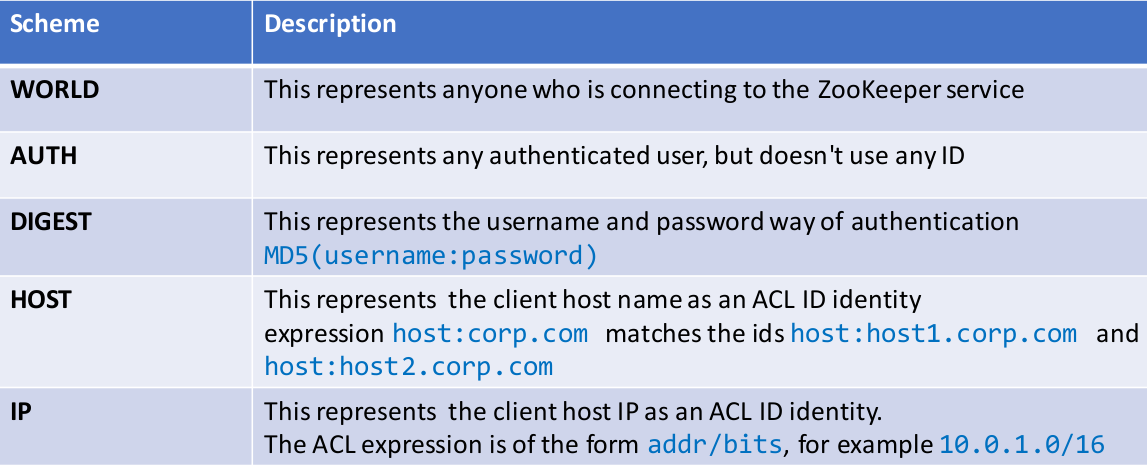 Scheme Description
WORLD This represents anyone who is connecting to the ZooKeeper service
AUTH This represents any authenticated user, but doesn't use any ID
DIGEST This represents the username and password way of authentication
MD5(username:password)
HOST This represents the client host name as an ACL ID identity
expression host:corp.com matches the ids host:host1.corp.com and
host:host2.corp.com
IP This represents the client host IP as an ACL ID identity.
The ACL expression is of the form addr/bits, for example 10.0.1.0/16